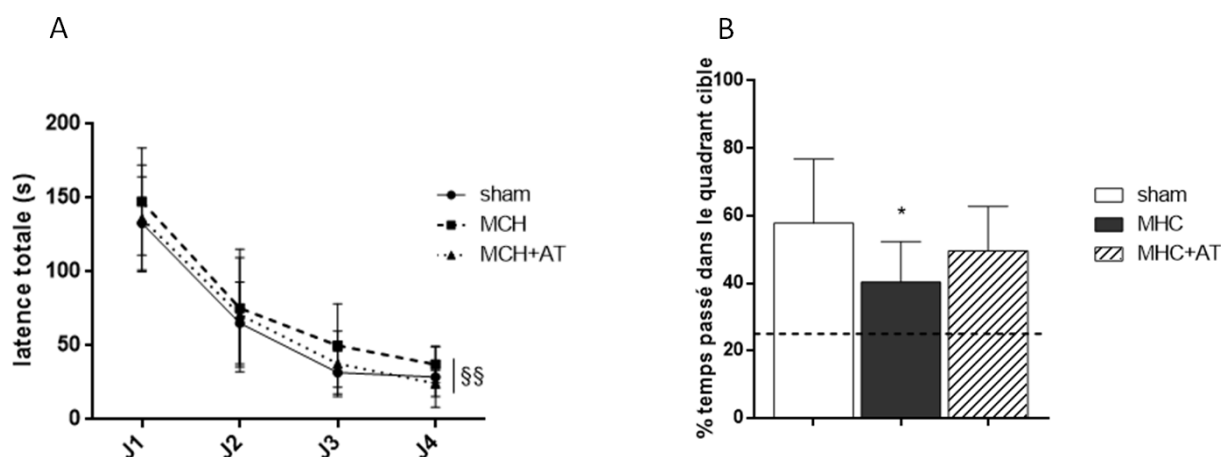 A
latence totale (s)
200
150
100
50
0
J1
J2
J3
J4
sham
MCH
MCH+AT
§§
B
% temps passé dans le quadrant cible
100
80
60
40
20
0
*
sham
MHC
MHC+AT